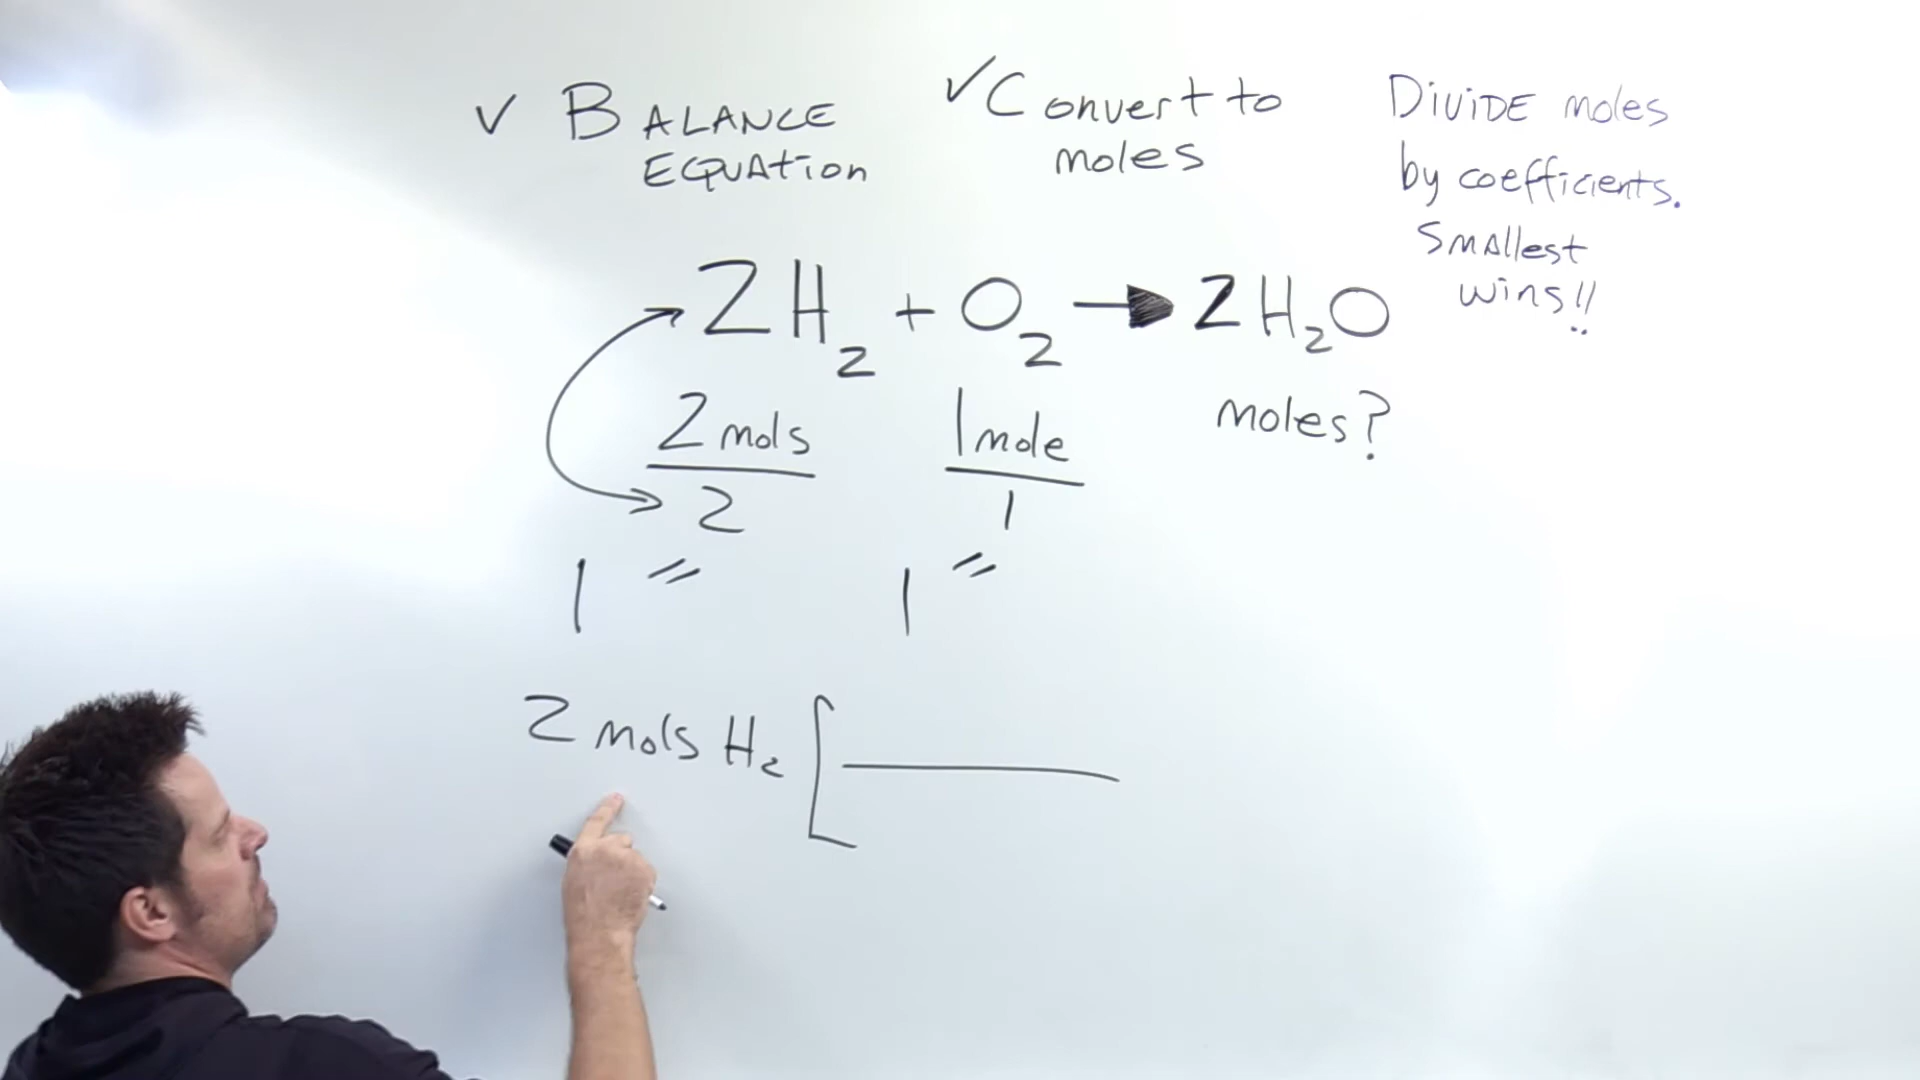 ✓ BALANCE
EQUAtion
✓ Convert to
moles
DiviDE moles
by coefficients.
Smallest
wins!!
2H₂ + O₂ → 2H₂O
2 mols
2
1 mole
1
moles?
1 =
1 =
2 mols H₂ [